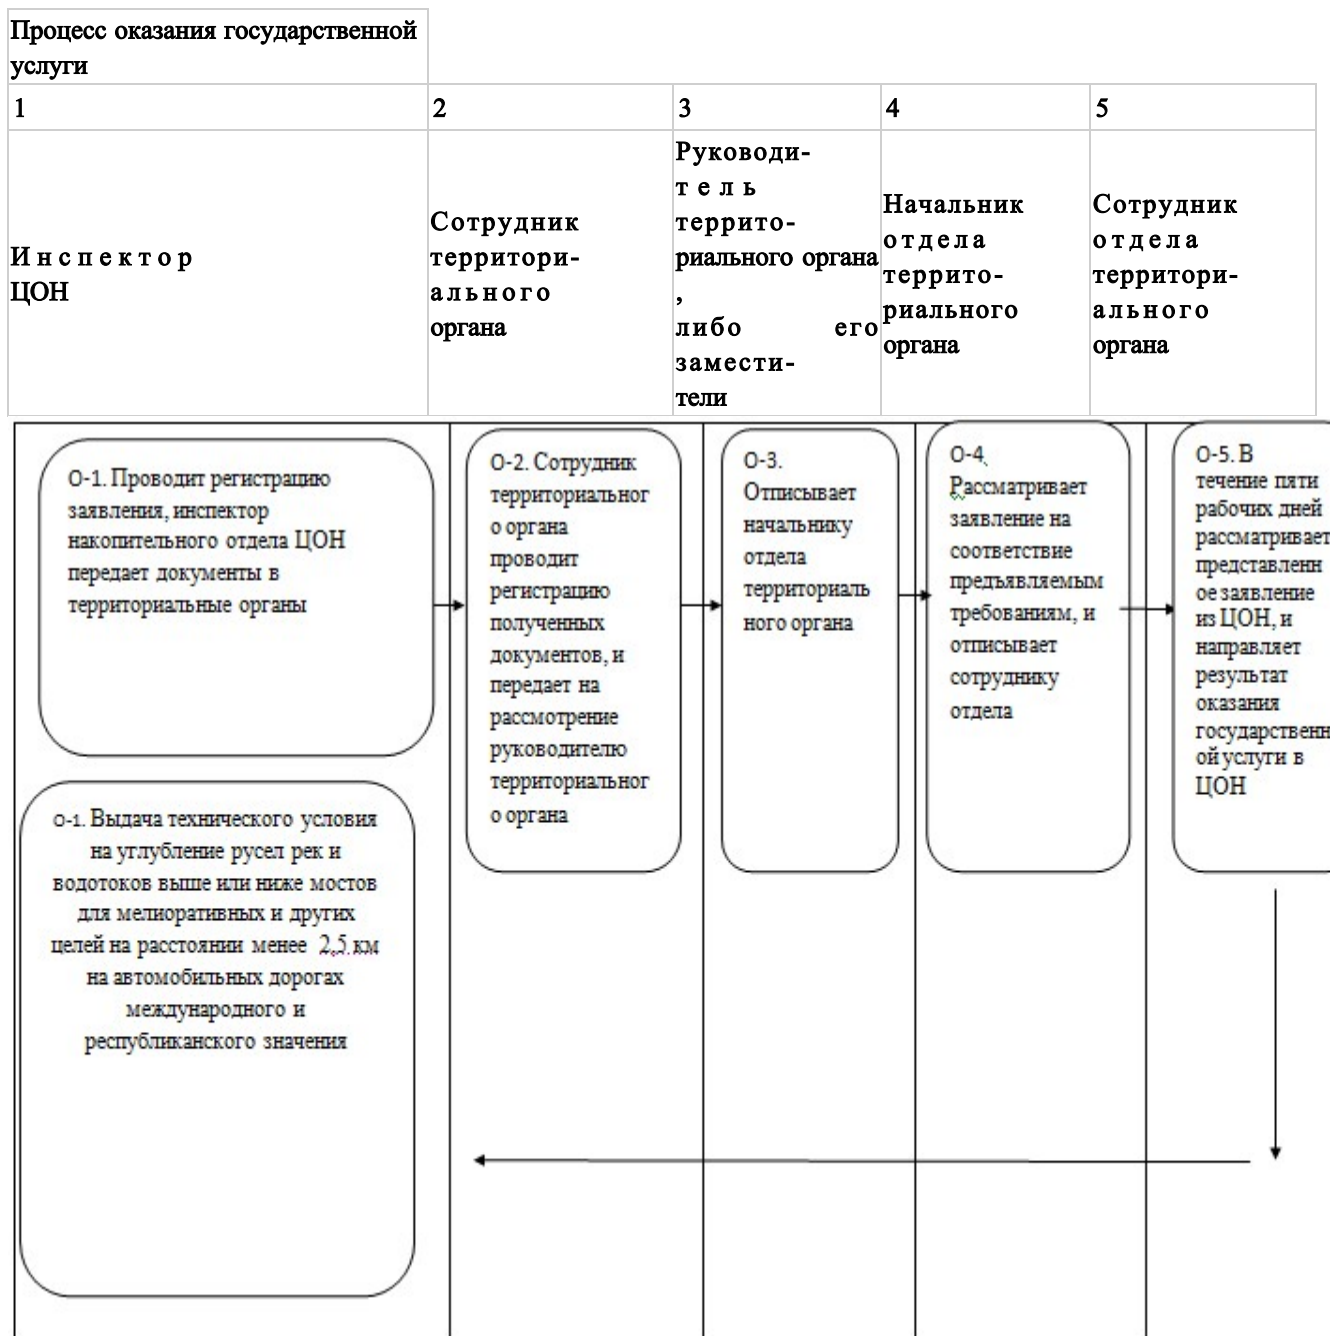 Процесс оказания государственной
услуги
1
2
3
4
5
Инспектор
ЦОН
Сотрудник
территори-
ального
органа
Руководи-
тель
террито-
риального органа
,
либо его
замести-
тели
Начальник
отдела
террито-
риального
органа
Сотрудник
отдела
территори-
ального
органа
О-1. Проводит регистрацию
заявления, инспектор
накопительного отдела ЦОН
передает документы в
территориальные органы
О-2. Сотрудник
территориальног
о органа
проводит
регистрацию
полученных
документов, и
передает на
рассмотрение
руководителю
территориальног
о органа
О-3.
Отписывает
начальнику
отдела
территориаль
ного органа
О-4.
Рассматривает
заявление на
соответствие
предъявляемым
требованиям, и
отписывает
сотруднику
отдела
О-5. В
течение пяти
рабочих дней
рассматривает
представленн
ое заявление
из ЦОН, и
направляет
результат
оказания
государственн
ой услуги в
ЦОН
О-1. Выдача технического условия
на углубление русел рек и
водотоков выше или ниже мостов
для мелиоративных и других
целей на расстоянии менее 2,5 км
на автомобильных дорогах
международного и
республиканского значения